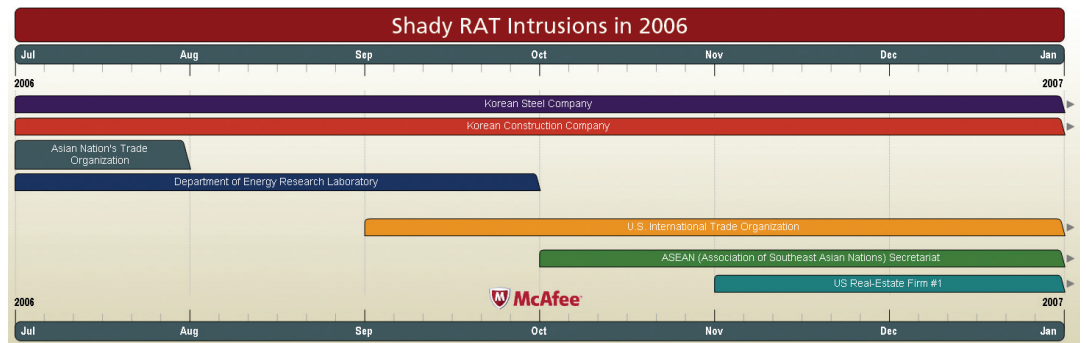 Shady RAT Intrusions in 2006
Jul Aug Sep Oct Nov Dec Jan
2006 2007
Korean Steel Company
Korean Construction Company
Asian Nation's Trade
Organization
Department of Energy Research Laboratory
U.S. International Trade Organization
ASEAN (Association of Southeast Asian Nations) Secretariat
US Real-Estate Firm #1
McAfee
2006 2007
Jul Aug Sep Oct Nov Dec Jan